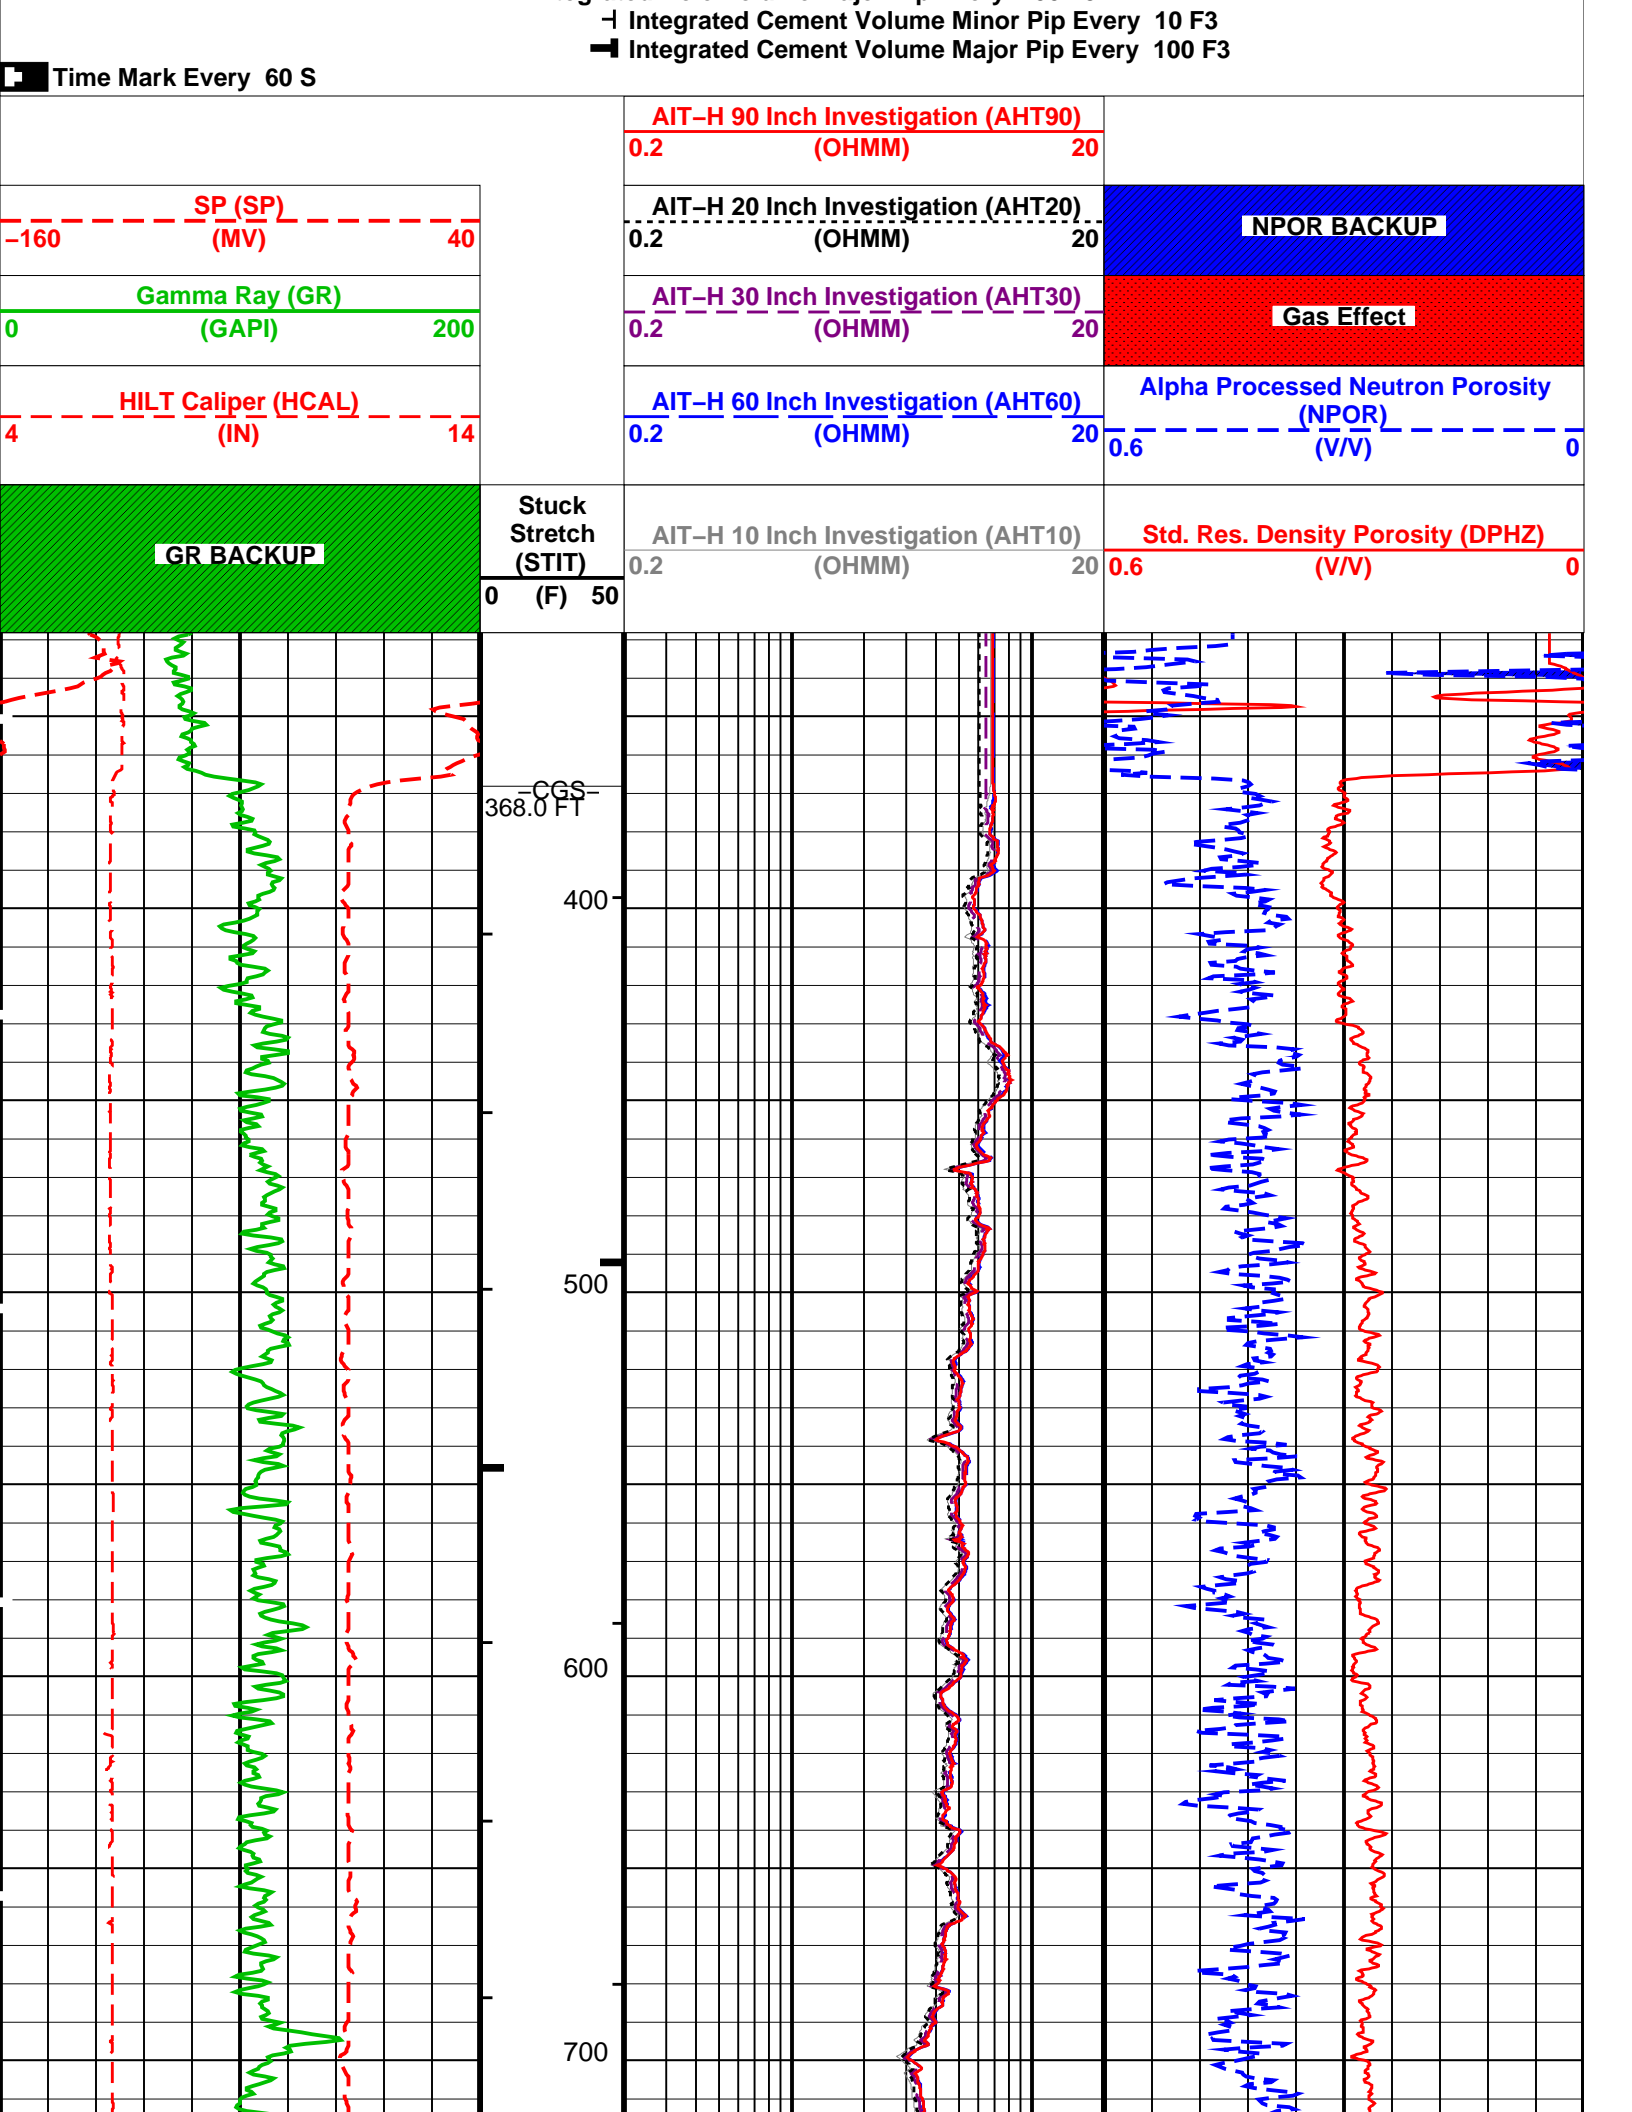 Integrated Cement Volume Minor Pip Every 10 F3
Integrated Cement Volume Major Pip Every 100 F3
Time Mark Every 60 S
AIT–H 90 Inch Investigation (AHT90)
0.2 (OHMM) 20
SP (SP)
–160 (MV) 40
AIT–H 20 Inch Investigation (AHT20)
0.2 (OHMM) 20
NPOR BACKUP
Gamma Ray (GR)
0 (GAPI) 200
AIT–H 30 Inch Investigation (AHT30)
0.2 (OHMM) 20
Gas Effect
HILT Caliper (HCAL)
4 (IN) 14
AIT–H 60 Inch Investigation (AHT60)
0.2 (OHMM) 20
Alpha Processed Neutron Porosity
(NPOR)
0.6 (V/V) 0
GR BACKUP
Stuck
Stretch
(STIT)
0 (F) 50
AIT–H 10 Inch Investigation (AHT10)
0.2 (OHMM) 20
Std. Res. Density Porosity (DPHZ)
0.6 (V/V) 0
–CGS–
368.0 FT
400
500
600
700